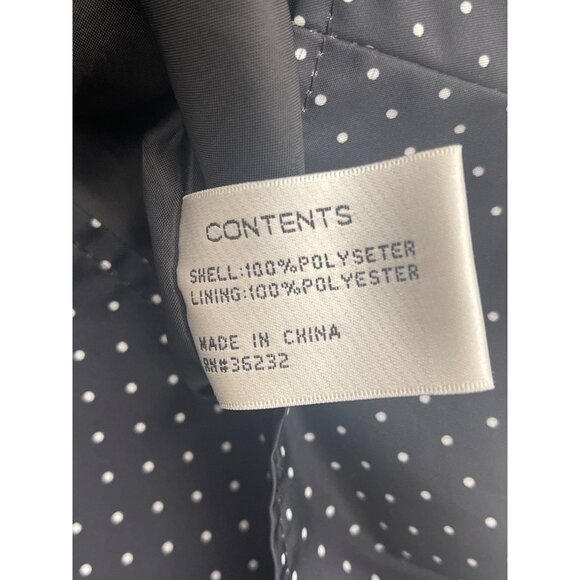 CONTENTS
SHELL:100%POLYSETER
LINING:100%POLYESTER
MADE IN CHINA
RN#36232